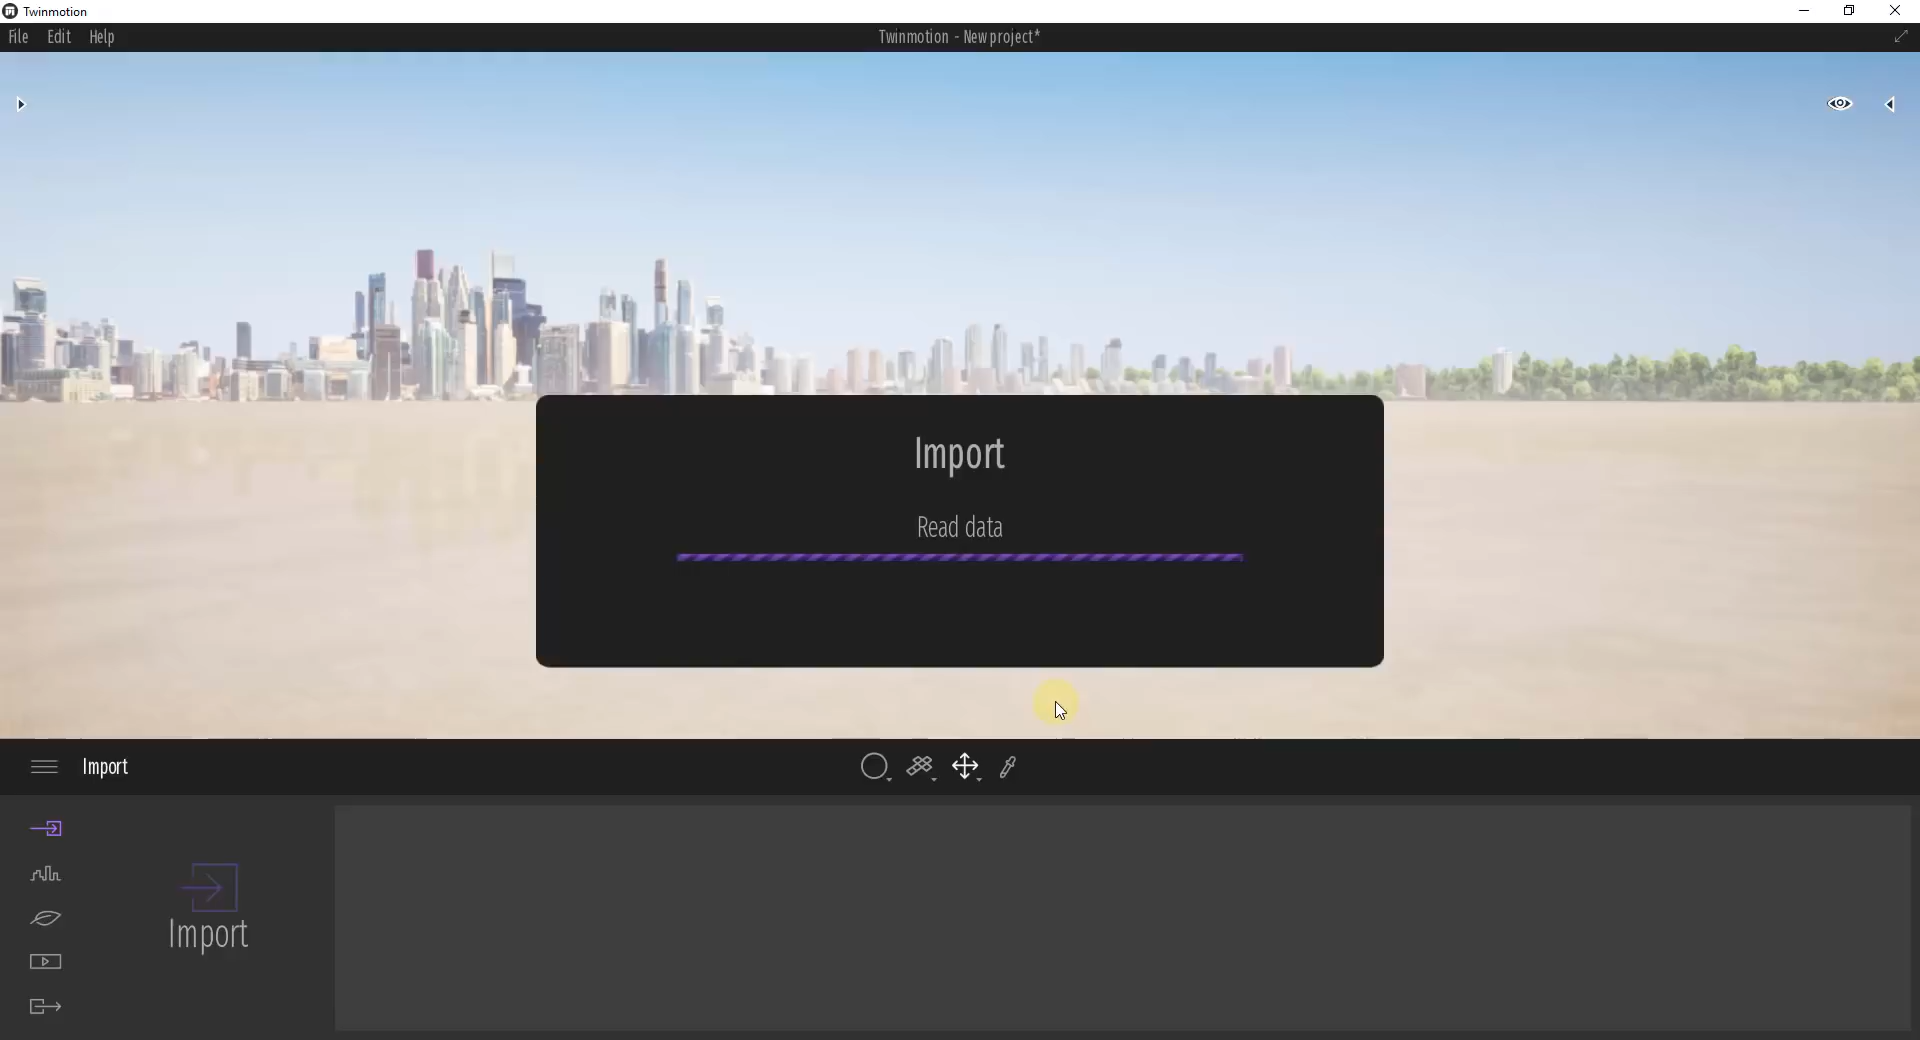 Twinmotion
File Edit Help
Twinmotion - New project*
Import
Read data
Import
Import